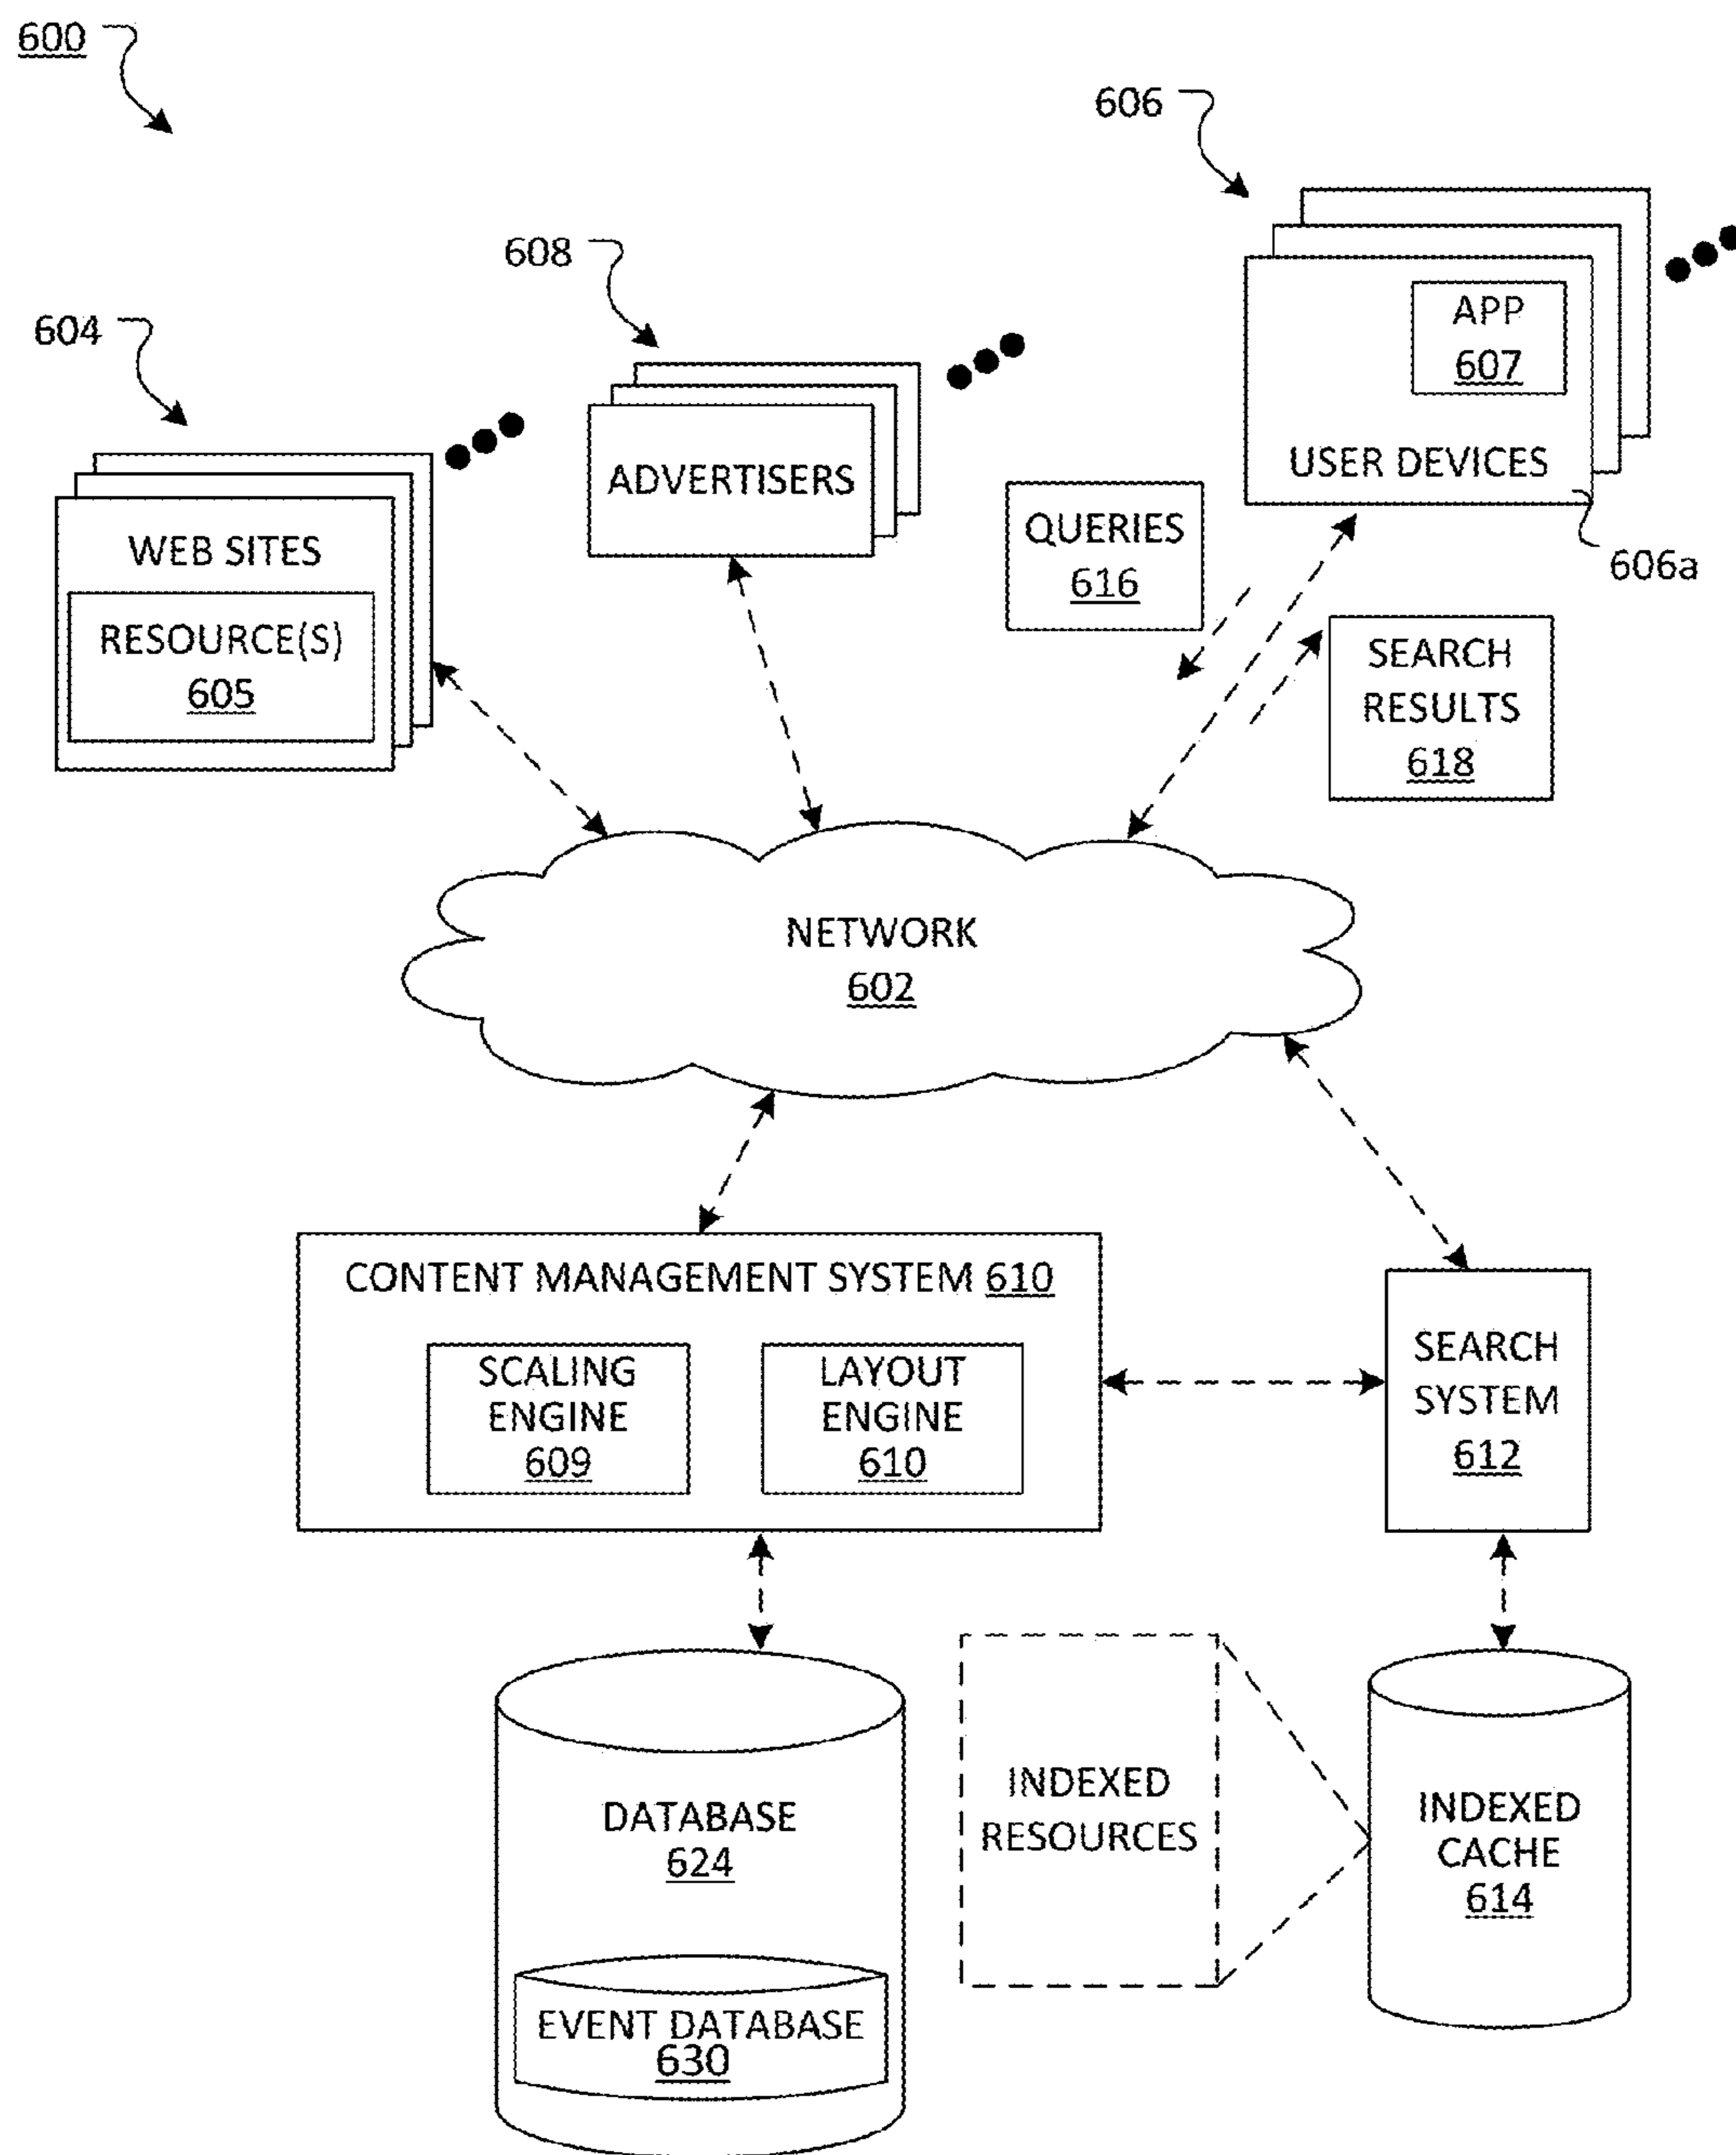 600
606
608
604
APP
607
USER DEVICES
606a
ADVERTISERS
WEB SITES
RESOURCE(S)
605
QUERIES
616
SEARCH
RESULTS
618
NETWORK
602
CONTENT MANAGEMENT SYSTEM 610
SCALING
ENGINE
609
LAYOUT
ENGINE
610
SEARCH
SYSTEM
612
DATABASE
624
EVENT DATABASE
630
INDEXED
RESOURCES
INDEXED
CACHE
614